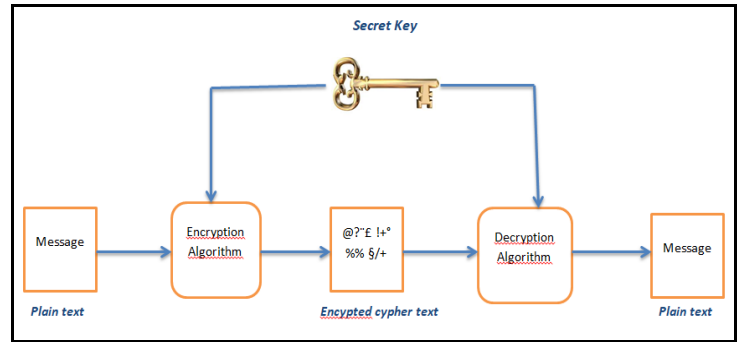 Secret Key
Message
Encryption
Algorithm
@?"£ !+°
%% §/+
Decryption
Algorithm
Message
Plain text
Encypted cypher text
Plain text